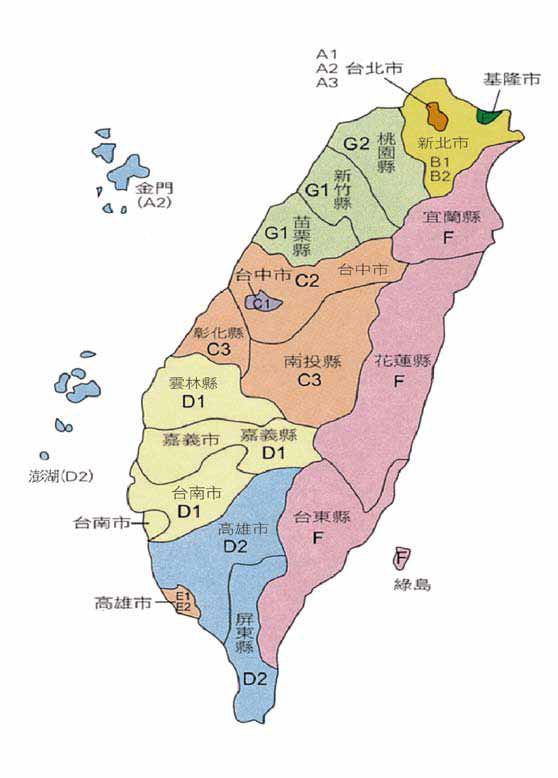 A1
A2 台北市
A3
基隆市
新北市
B1
B2
金門
(A2)
桃園縣
G2
新竹縣
G1
苗栗縣
G1
宜蘭縣
F
台中市
C2
台中市
C1
彰化縣
C3
南投縣
C3
花蓮縣
F
雲林縣
D1
嘉義市
嘉義縣
D1
澎湖(D2)
台南市
D1
台南市
高雄市
D2
台東縣
F
F
綠島
高雄市
E1
E2
屏東縣
D2